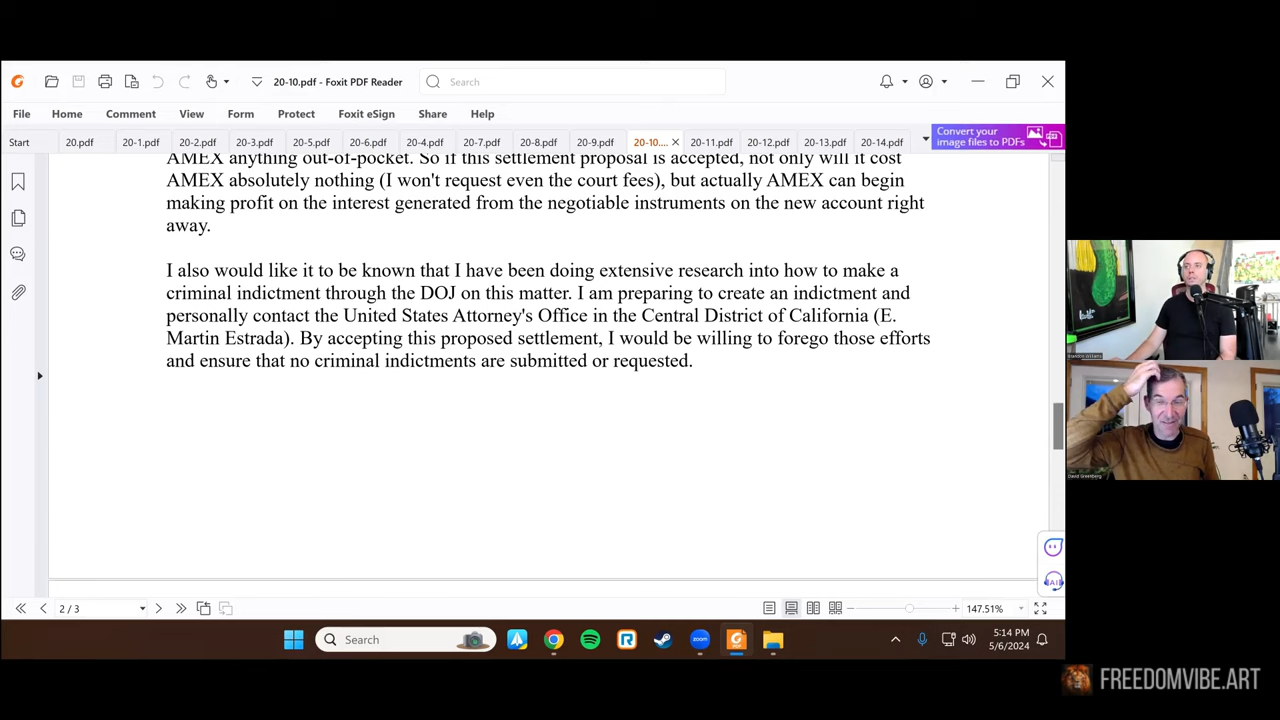 20-10.pdf - Foxit PDF Reader
Search
File Home Comment View Form Protect Foxit eSign Share Help
Start 20.pdf 20-1.pdf 20-2.pdf 20-3.pdf 20-5.pdf 20-6.pdf 20-4.pdf 20-7.pdf 20-8.pdf 20-9.pdf 20-10.... 20-11.pdf 20-12.pdf 20-13.pdf 20-14.pdf
Convert your
image files to PDFs
AMEX anything out-of-pocket. So if this settlement proposal is accepted, not only will it cost
AMEX absolutely nothing (I won't request even the court fees), but actually AMEX can begin
making profit on the interest generated from the negotiable instruments on the new account right
away.
I also would like it to be known that I have been doing extensive research into how to make a
criminal indictment through the DOJ on this matter. I am preparing to create an indictment and
personally contact the United States Attorney's Office in the Central District of California (E.
Martin Estrada). By accepting this proposed settlement, I would be willing to forego those efforts
and ensure that no criminal indictments are submitted or requested.
David Greenberg
AI
2 / 3
147.51%
Search
zoom
5:14 PM
5/6/2024
FREEDOMVIBE.ART